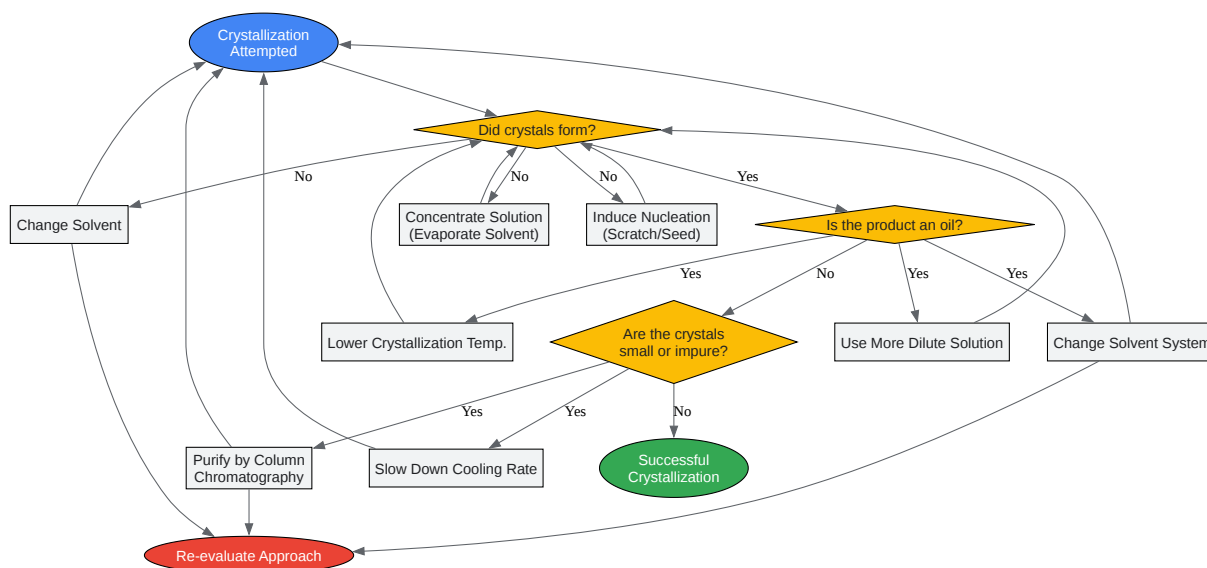 Crystallization
Attempted
Did crystals form?
No
No
No
Yes
Change Solvent
Concentrate Solution
(Evaporate Solvent)
Induce Nucleation
(Scratch/Seed)
Is the product an oil?
Yes
No
Yes
Yes
Lower Crystallization Temp.
Are the crystals
small or impure?
Use More Dilute Solution
Change Solvent System
Yes
Yes
No
Purify by Column
Chromatography
Slow Down Cooling Rate
Successful
Crystallization
Re-evaluate Approach